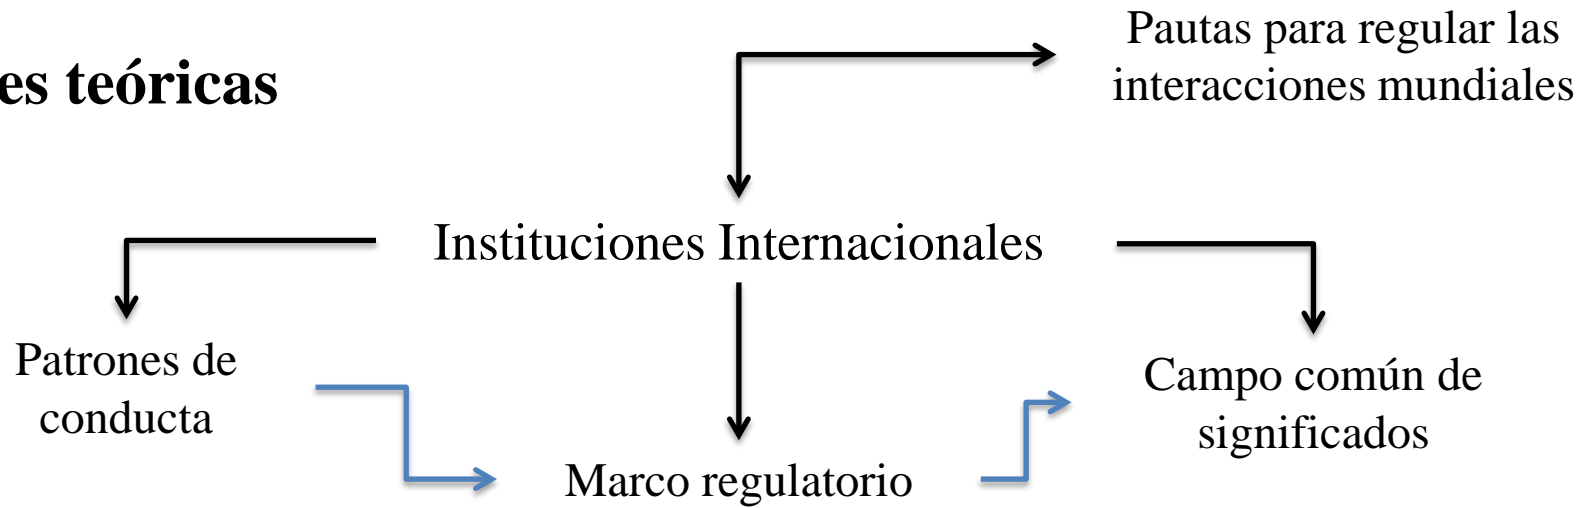 es teóricas
Pautas para regular las
interacciones mundiales
Instituciones Internacionales
Patrones de
conducta
Marco regulatorio
Campo común de
significados